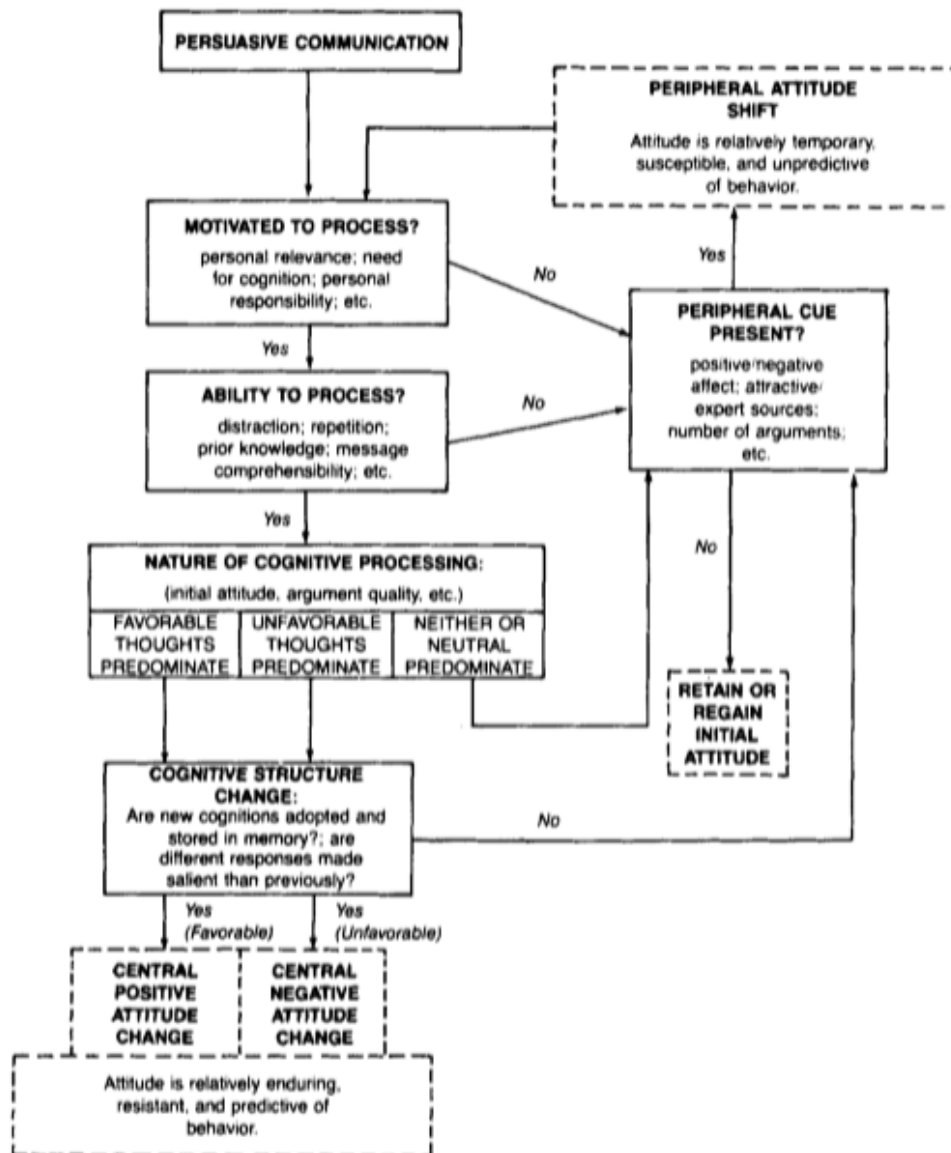 PERSUASIVE COMMUNICATION
PERIPHERAL ATTITUDE
SHIFT
Attitude is relatively temporary,
susceptible, and unpredictive
of behavior.
MOTIVATED TO PROCESS?
personal relevance; need
for cognition; personal
responsibility; etc.
No
Yes
Yes
PERIPHERAL CUE
PRESENT?
positive/negative
affect; attractive/
expert sources;
number of arguments;
etc.
ABILITY TO PROCESS?
distraction; repetition;
prior knowledge; message
comprehensibility; etc.
No
Yes
No
NATURE OF COGNITIVE PROCESSING:
(initial attitude, argument quality, etc.)
FAVORABLE
THOUGHTS
PREDOMINATE
UNFAVORABLE
THOUGHTS
PREDOMINATE
NEITHER OR
NEUTRAL
PREDOMINATE
RETAIN OR
REGAIN
INITIAL
ATTITUDE
COGNITIVE STRUCTURE
CHANGE:
Are new cognitions adopted and
stored in memory?; are
different responses made
salient than previously?
No
Yes
(Favorable)
Yes
(Unfavorable)
CENTRAL
POSITIVE
ATTITUDE
CHANGE
CENTRAL
NEGATIVE
ATTITUDE
CHANGE
Attitude is relatively enduring,
resistant, and predictive of
behavior.